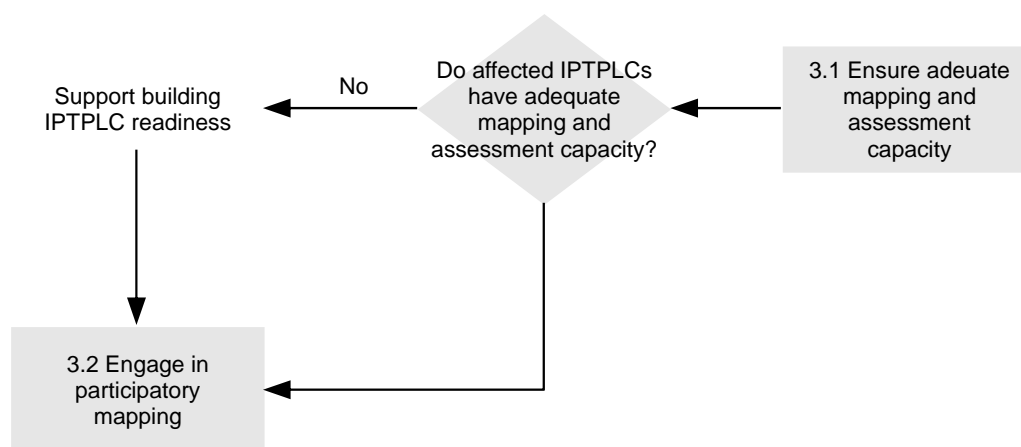 3.1 Ensure adeuate
mapping and
assessment
capacity
Do affected IPTPLCs
have adequate
mapping and
assessment capacity?
No
Support building
IPTPLC readiness
3.2 Engage in
participatory
mapping